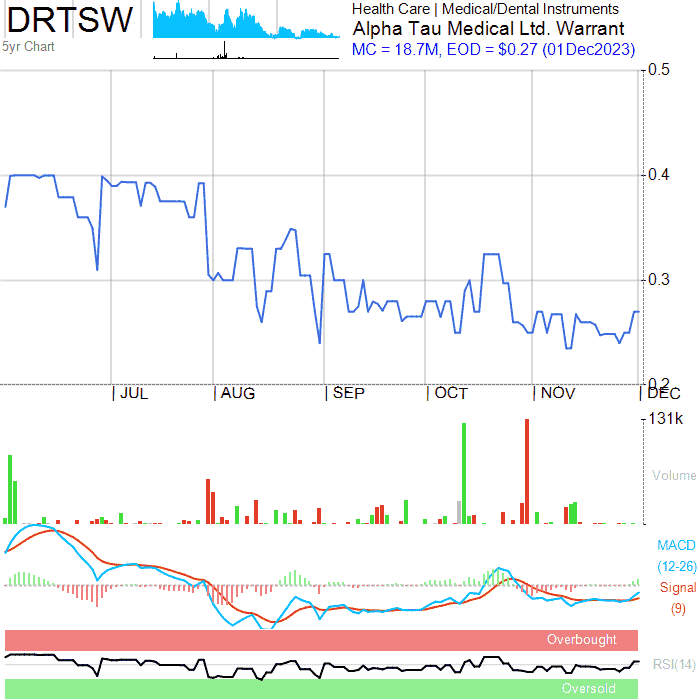 DRTSW
5yr Chart
Health Care | Medical/Dental Instruments
Alpha Tau Medical Ltd. Warrant
MC = 18.7M, EOD = $0.27 (01Dec2023)
0.5
0.4
0.3
0.2
JUL AUG SEP OCT NOV DEC
131k
Volume
MACD
(12-26)
Signal
(9)
Overbought
RSI(14)
Oversold